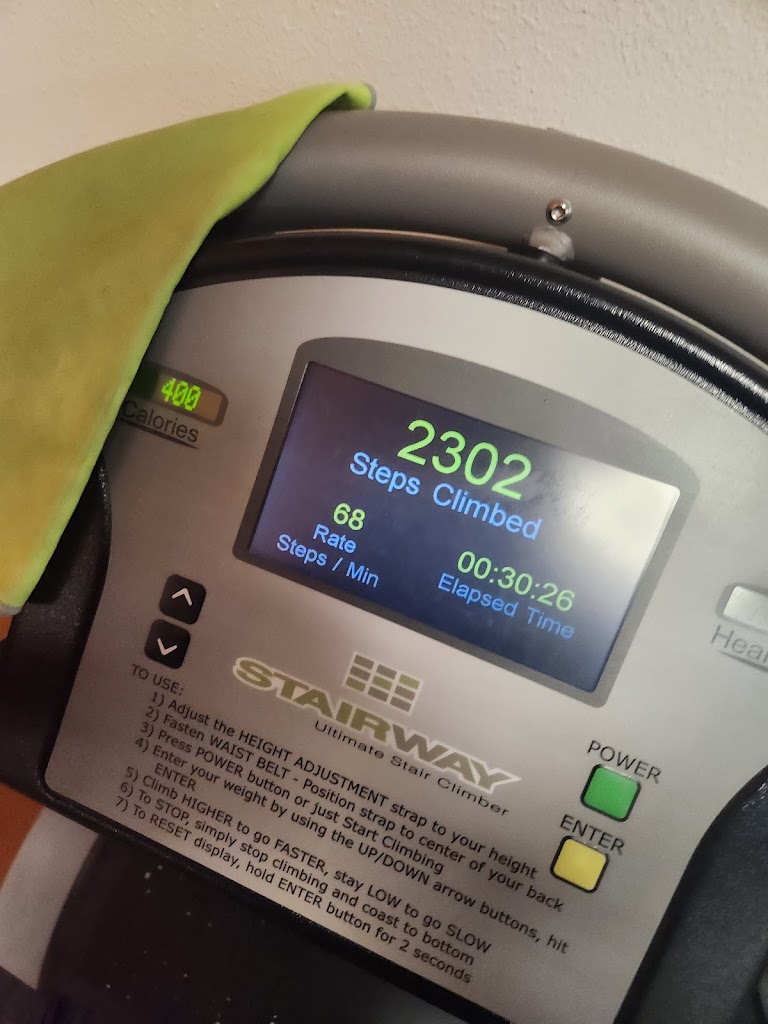 400
Calories
2302
Steps Climbed
68
Rate
Steps / Min
00:30:26
Elapsed Time
STAIRWAY
Ultimate Stair Climber
POWER
ENTER
TO USE:
1) Adjust the HEIGHT ADJUSTMENT strap to your height
2) Fasten WAIST BELT - Position strap to center of your back
3) Press POWER button or just Start Climbing
4) Enter your weight by using the UP/DOWN arrow buttons, hit
ENTER
5) Climb HIGHER to go FASTER, stay LOW to go SLOW
6) To STOP, simply stop climbing and coast to bottom
7) To RESET display, hold ENTER button for 2 seconds